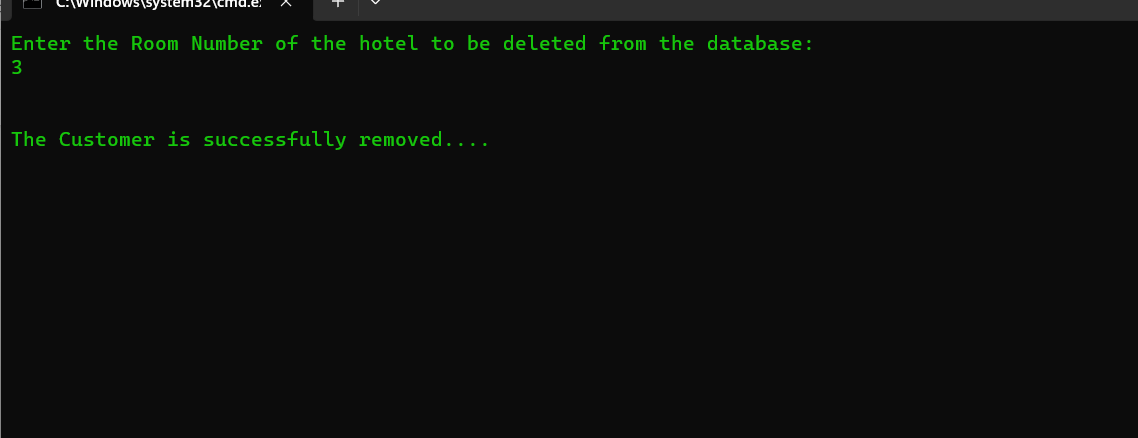 C:\Windows\system32\cmd.e
Enter the Room Number of the hotel to be deleted from the database:
3
The Customer is successfully removed....